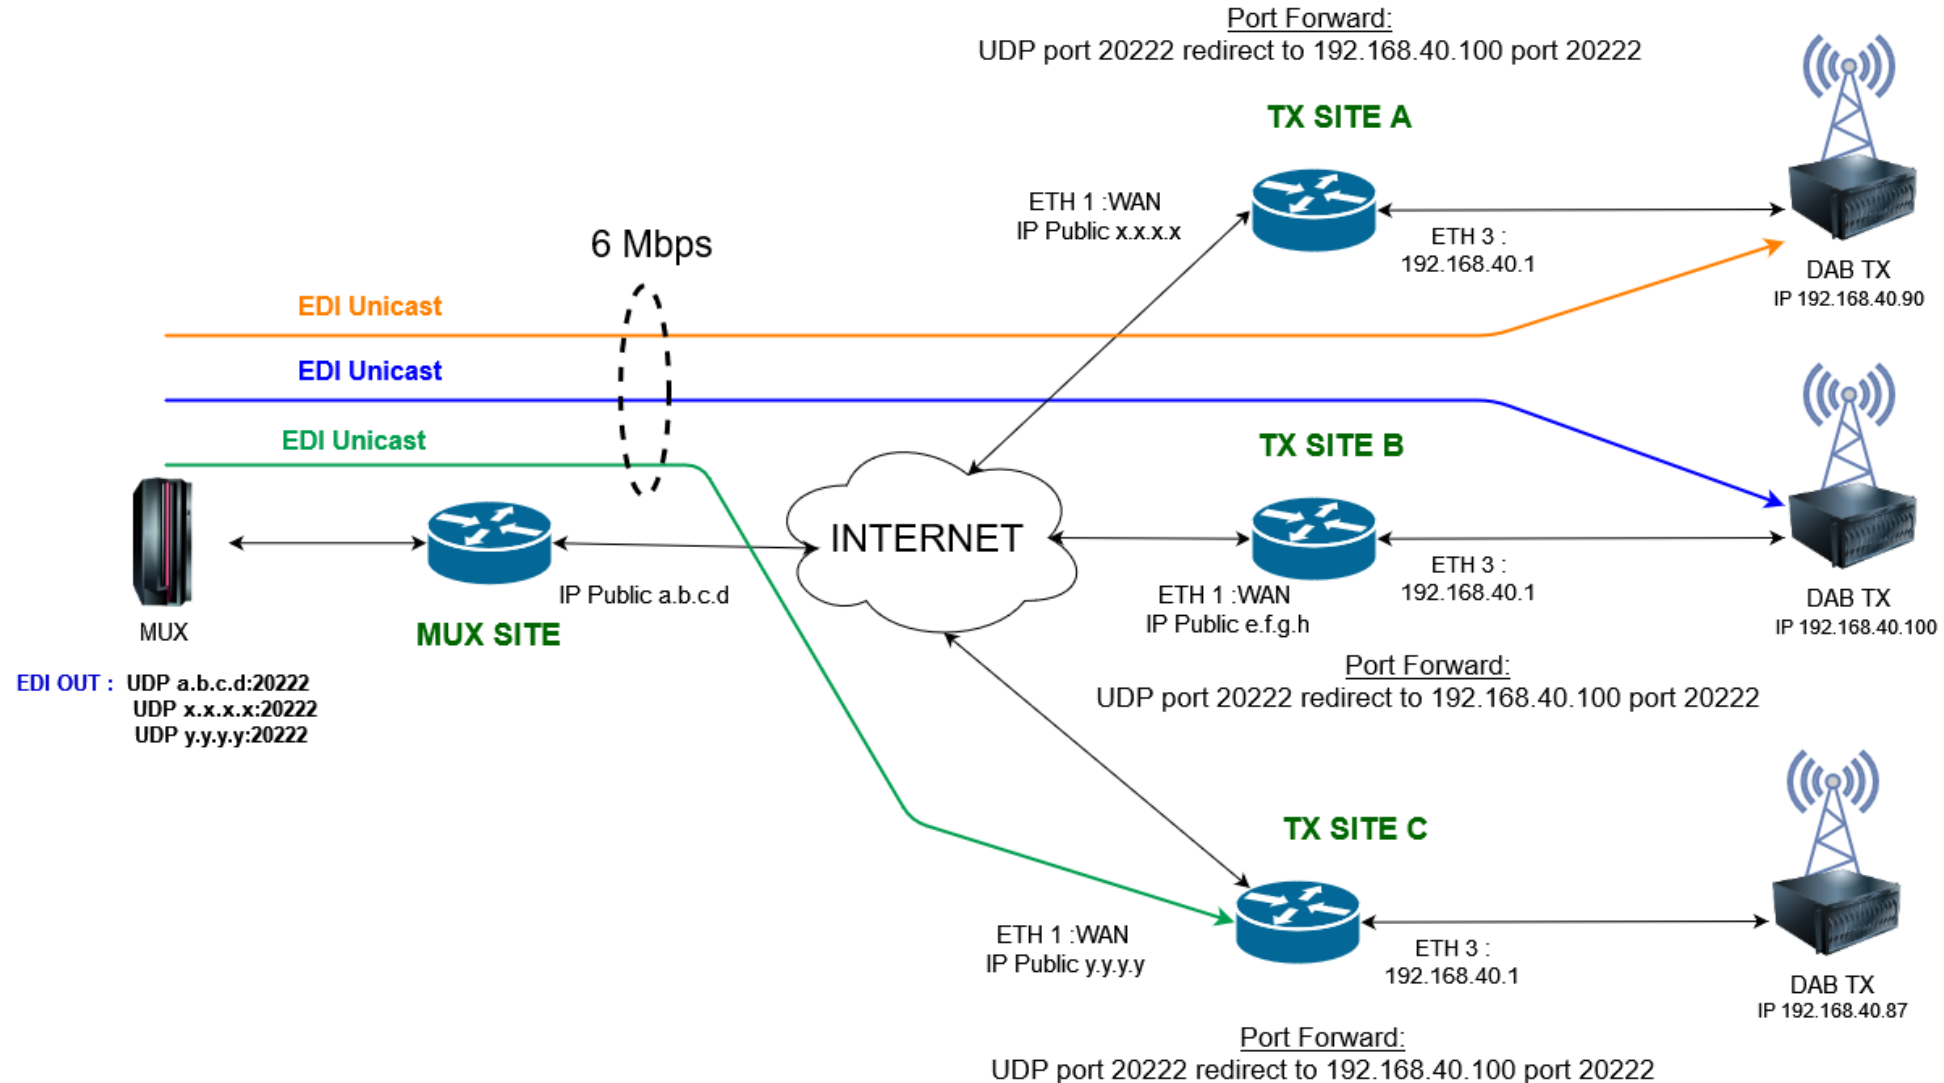 Port Forward:
UDP port 20222 redirect to 192.168.40.100 port 20222
TX SITE A
ETH 1 :WAN
IP Public x.x.x.x
ETH 3 :
192.168.40.1
DAB TX
IP 192.168.40.90
6 Mbps
EDI Unicast
EDI Unicast
EDI Unicast
TX SITE B
INTERNET
ETH 1 :WAN
IP Public e.f.g.h
ETH 3 :
192.168.40.1
DAB TX
IP 192.168.40.100
IP Public a.b.c.d
MUX
MUX SITE
Port Forward:
UDP port 20222 redirect to 192.168.40.100 port 20222
EDI OUT : UDP a.b.c.d:20222
UDP x.x.x.x:20222
UDP y.y.y.y:20222
TX SITE C
ETH 1 :WAN
IP Public y.y.y.y
ETH 3 :
192.168.40.1
DAB TX
IP 192.168.40.87
Port Forward:
UDP port 20222 redirect to 192.168.40.100 port 20222